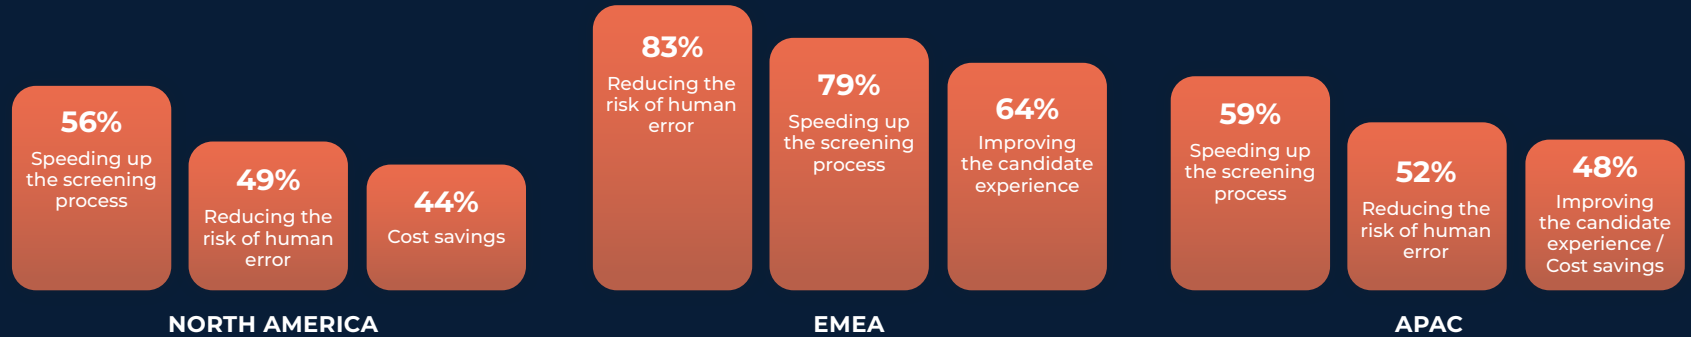 56%
Speeding up
the screening
process
49%
Reducing the
risk of human
error
44%
Cost savings
NORTH AMERICA
83%
Reducing the
risk of human
error
79%
Speeding up
the screening
process
64%
Improving
the candidate
experience
EMEA
59%
Speeding up
the screening
process
52%
Reducing the
risk of human
error
48%
Improving
the candidate
experience /
Cost savings
APAC